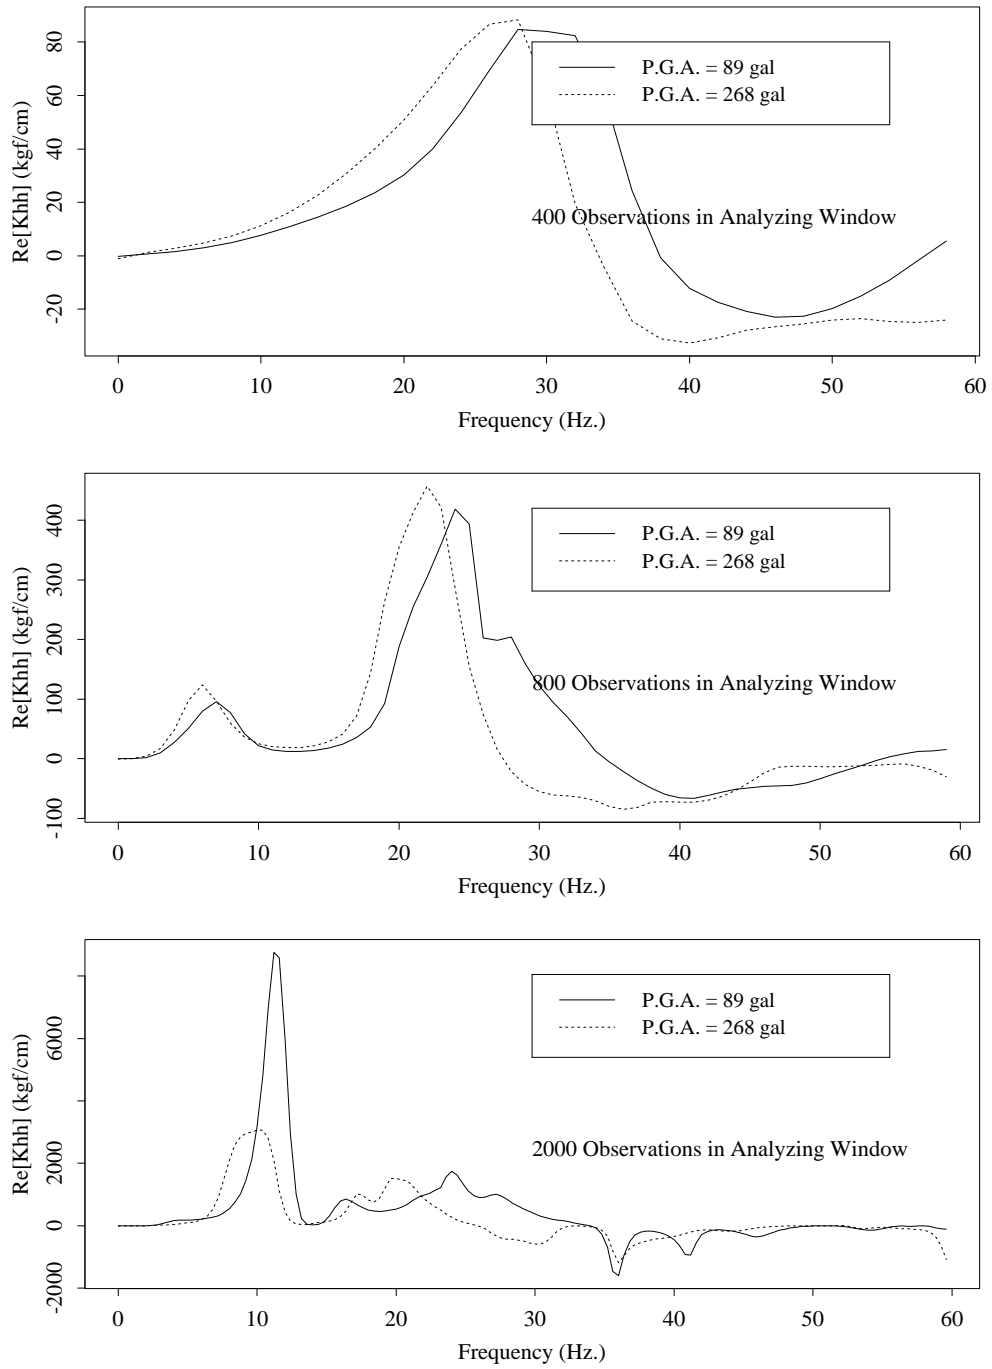 80
60
40
20
0
-20
Re[Khh] (kgf/cm)
P.G.A. = 89 gal
P.G.A. = 268 gal
400 Observations in Analyzing Window
0 10 20 30 40 50 60
Frequency (Hz.)
400
300
200
100
0
-100
Re[Khh] (kgf/cm)
P.G.A. = 89 gal
P.G.A. = 268 gal
800 Observations in Analyzing Window
0 10 20 30 40 50 60
Frequency (Hz.)
6000
2000
0
-2000
Re[Khh] (kgf/cm)
P.G.A. = 89 gal
P.G.A. = 268 gal
2000 Observations in Analyzing Window
0 10 20 30 40 50 60
Frequency (Hz.)